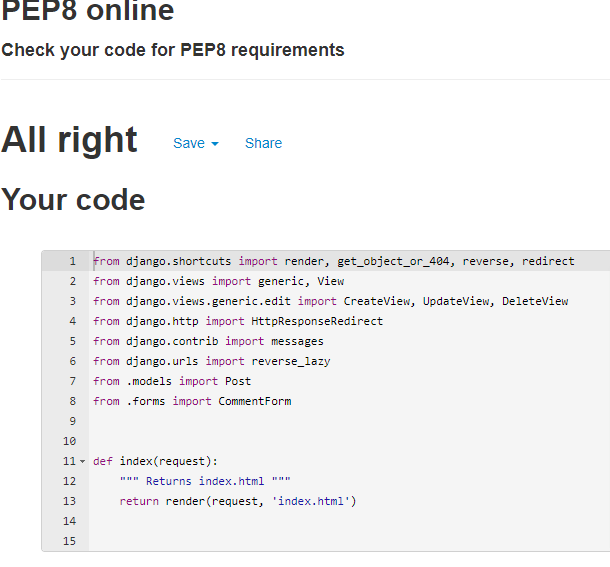 PEP8 online
Check your code for PEP8 requirements
All right Save Share
Your code
1 from django.shortcuts import render, get_object_or_404, reverse, redirect
2 from django.views import generic, View
3 from django.views.generic.edit import CreateView, UpdateView, DeleteView
4 from django.http import HttpResponseRedirect
5 from django.contrib import messages
6 from django.urls import reverse_lazy
7 from .models import Post
8 from .forms import CommentForm
9
10
11 def index(request):
12     """ Returns index.html """
13     return render(request, 'index.html')
14
15